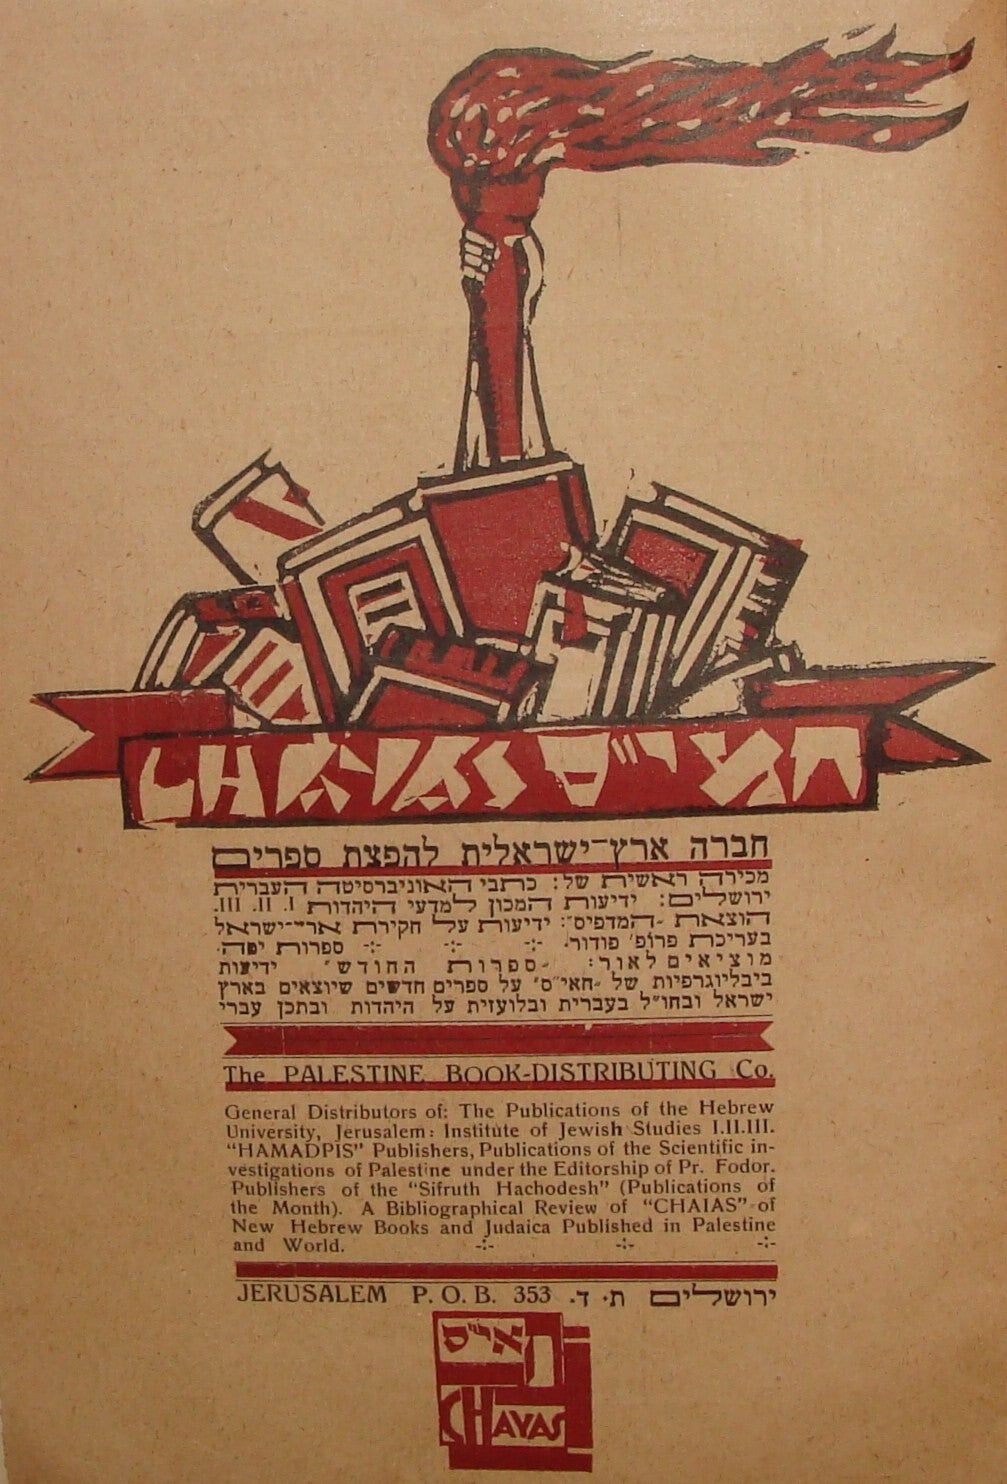 CHAIAS חאי"ס
חברה ארץ־ישראלית להפצת ספרים
מכירה ראשית של: כתבי האוניברסיטה העברית
ירושלים: ידיעות המכון למדעי היהדות I. II. III.
הוצאת "המדפיס": ידיעות על חקירת ארץ־ישראל
בעריכת פרופ' פודור. -:- -:- -:- ספרות יפה.
מוציאים לאור: "ספרות החודש" ידיעות
ביבליוגרפיות של "חאי"ס" על ספרים חדשים שיוצאים בארץ
ישראל ובחו"ל בעברית ובלועזית על היהדות ובתכן עברי
The PALESTINE BOOK-DISTRIBUTING Co.
General Distributors of: The Publications of the Hebrew
University, Jerusalem: Institute of Jewish Studies I.II.III.
"HAMADPIS" Publishers, Publications of the Scientific in-
vestigations of Palestine under the Editorship of Pr. Fodor.
Publishers of the "Sifruth Hachodesh" (Publications of
the Month). A Bibliographical Review of "CHAIAS" of
New Hebrew Books and Judaica Published in Palestine
and World. -:- -:- -:-
JERUSALEM P. O. B. 353 ירושלים ת. ד.
חאי"ס
CHAYAS